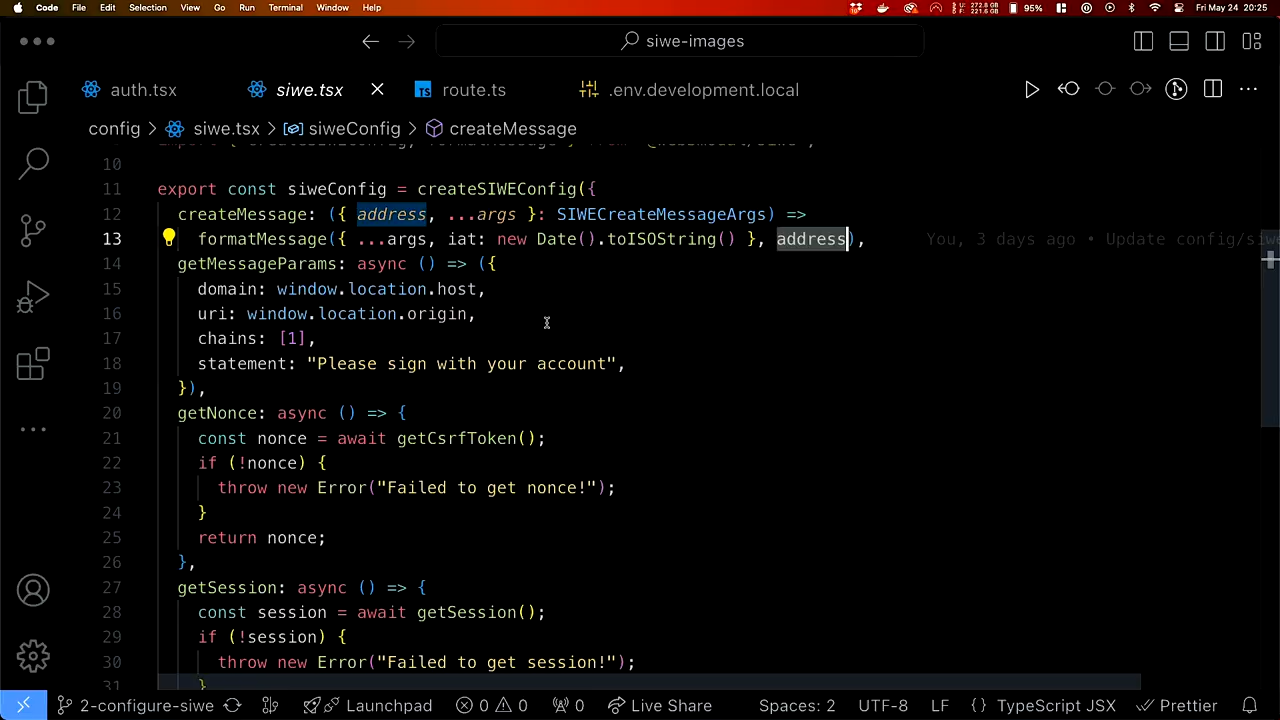 Code File Edit Selection View Go Run Terminal Window Help 95% Fri May 24 20:25
siwe-images
auth.tsx siwe.tsx route.ts .env.development.local
config > siwe.tsx > siweConfig > createMessage
10
11 export const siweConfig = createSIWEConfig({
12 createMessage: ({ address, ...args }: SIWECreateMessageArgs) =>
13 formatMessage({ ...args, iat: new Date().toISOString() }, address), You, 3 days ago • Update config/siwe
14 getMessageParams: async () => ({
15 domain: window.location.host,
16 uri: window.location.origin,
17 chains: [1],
18 statement: "Please sign with your account",
19 }),
20 getNonce: async () => {
21 const nonce = await getCsrfToken();
22 if (!nonce) {
23 throw new Error("Failed to get nonce!");
24 }
25 return nonce;
26 },
27 getSession: async () => {
28 const session = await getSession();
29 if (!session) {
30 throw new Error("Failed to get session!");
31 }
2-configure-siwe Launchpad 0 0 0 Live Share Spaces: 2 UTF-8 LF {} TypeScript JSX Prettier